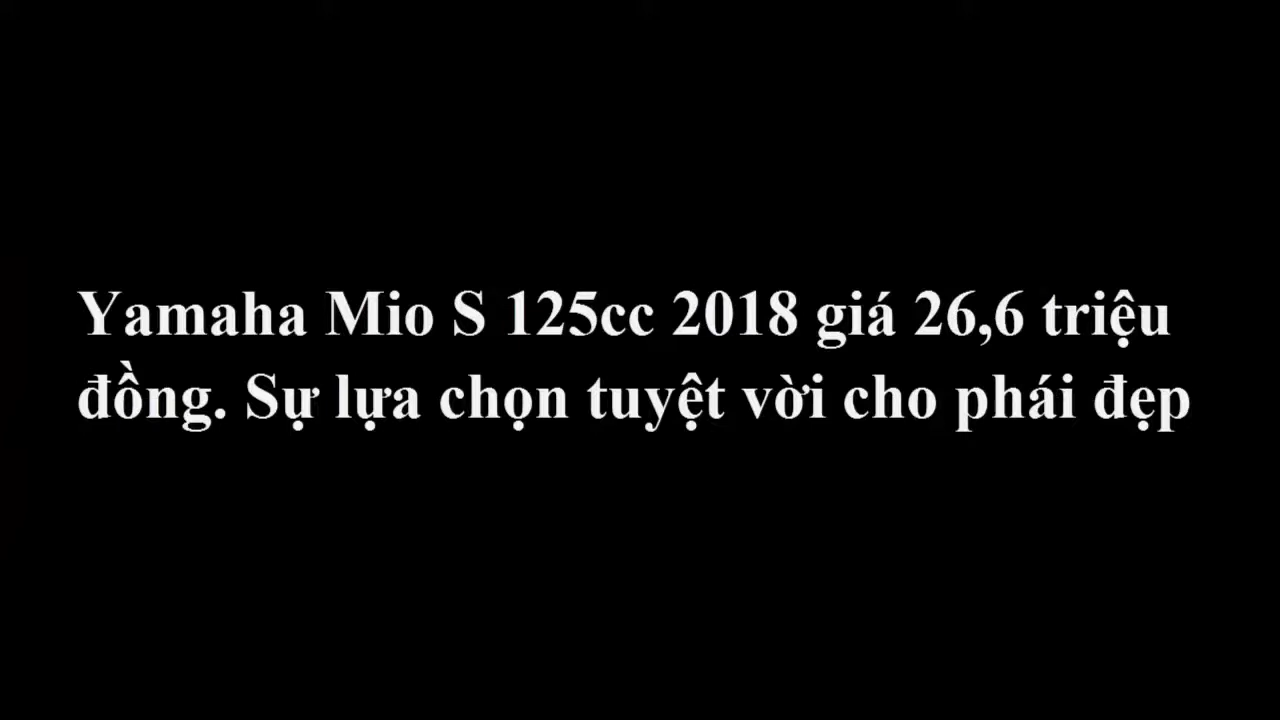 Yamaha Mio S 125cc 2018 giá 26,6 triệu
đồng. Sự lựa chọn tuyệt vời cho phái đẹp